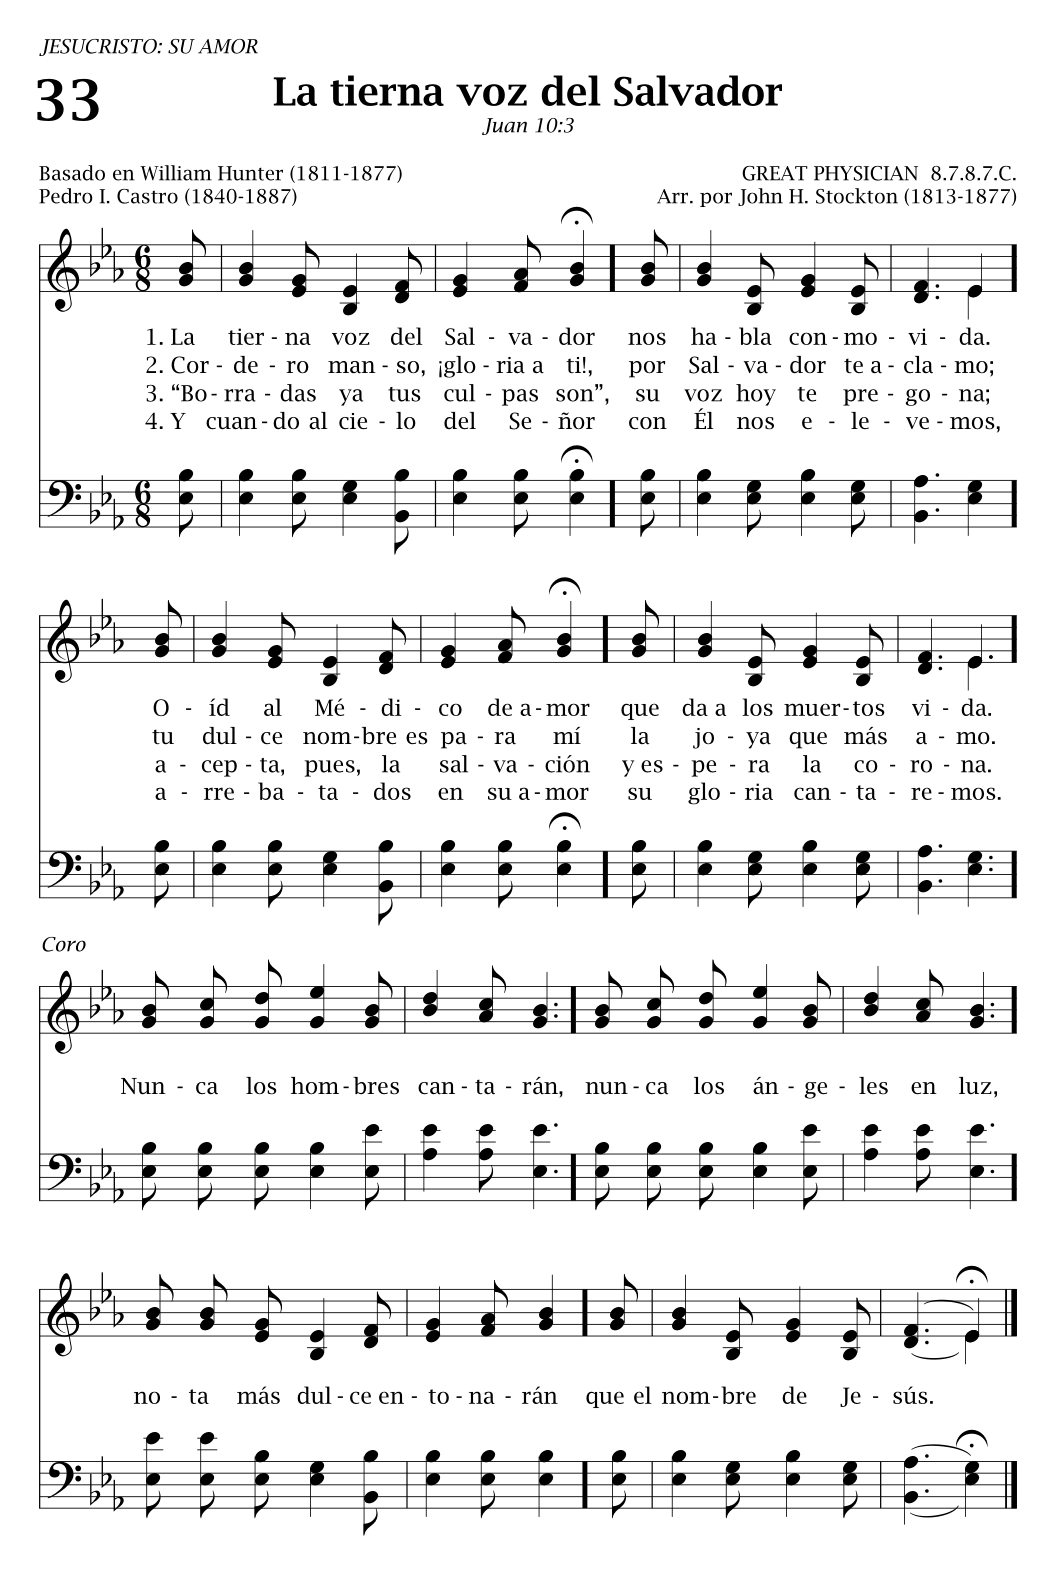 JESUCRISTO: SU AMOR
33
La tierna voz del Salvador
Juan 10:3
Basado en William Hunter (1811-1877)
GREAT PHYSICIAN 8.7.8.7.C.
Pedro I. Castro (1840-1887)
Arr. por John H. Stockton (1813-1877)
1. La tier - na voz del Sal - va - dor nos ha - bla con - mo - vi - da.
2. Cor - de - ro man - so, ¡glo - ria a ti!, por Sal - va - dor te a - cla - mo;
3. “Bo - rra - das ya tus cul - pas son”, su voz hoy te pre - go - na;
4. Y cuan - do al cie - lo del Se - ñor con Él nos e - le - ve - mos,
O - íd al Mé - di - co de a - mor que da a los muer - tos vi - da.
tu dul - ce nom - bre es pa - ra mí la jo - ya que más a - mo.
a - cep - ta, pues, la sal - va - ción y es - pe - ra la co - ro - na.
a - rre - ba - ta - dos en su a - mor su glo - ria can - ta - re - mos.
Coro
Nun - ca los hom - bres can - ta - rán, nun - ca los án - ge - les en luz,
no - ta más dul - ce en - to - na - rán que el nom - bre de Je - sús.